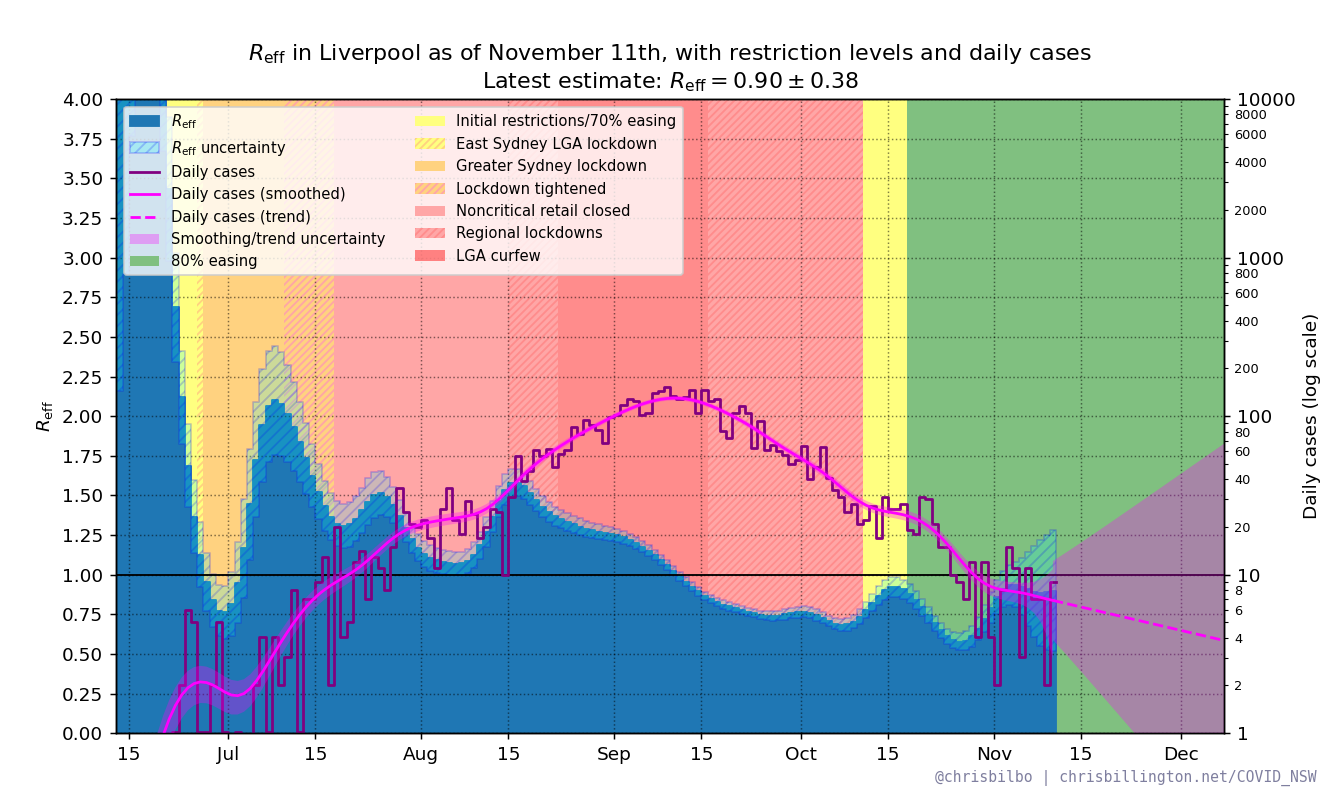 R_eff in Liverpool as of November 11th, with restriction levels and daily cases
Latest estimate: R_eff = 0.90 ± 0.38
R_eff
R_eff uncertainty
Daily cases
Daily cases (smoothed)
Daily cases (trend)
Smoothing/trend uncertainty
80% easing
Initial restrictions/70% easing
East Sydney LGA lockdown
Greater Sydney lockdown
Lockdown tightened
Noncritical retail closed
Regional lockdowns
LGA curfew
R_eff
4.00
3.75
3.50
3.25
3.00
2.75
2.50
2.25
2.00
1.75
1.50
1.25
1.00
0.75
0.50
0.25
0.00
15 Jul 15 Aug 15 Sep 15 Oct 15 Nov 15 Dec
10000
8000
6000
4000
2000
1000
800
600
400
200
100
80
60
40
20
10
8
6
4
2
1
Daily cases (log scale)
@chrisbilbo | chrisbillington.net/COVID_NSW